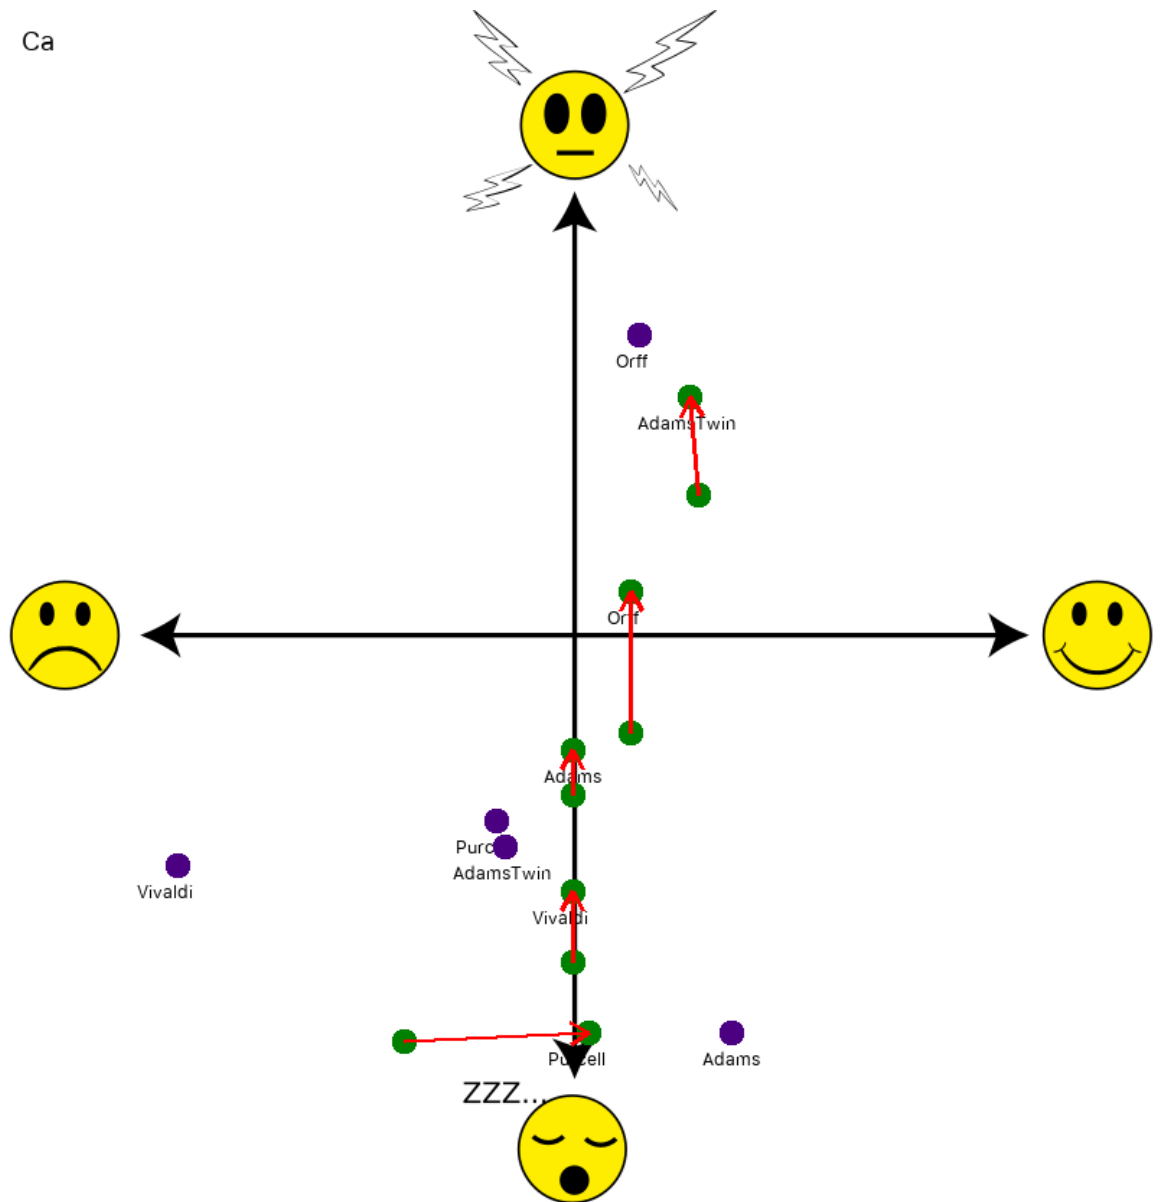 Ca
Orff
AdamsTwin
Orff
Adams
Purc
AdamsTwin
Vivaldi
Vivaldi
Purcell
Adams
ZZZ...